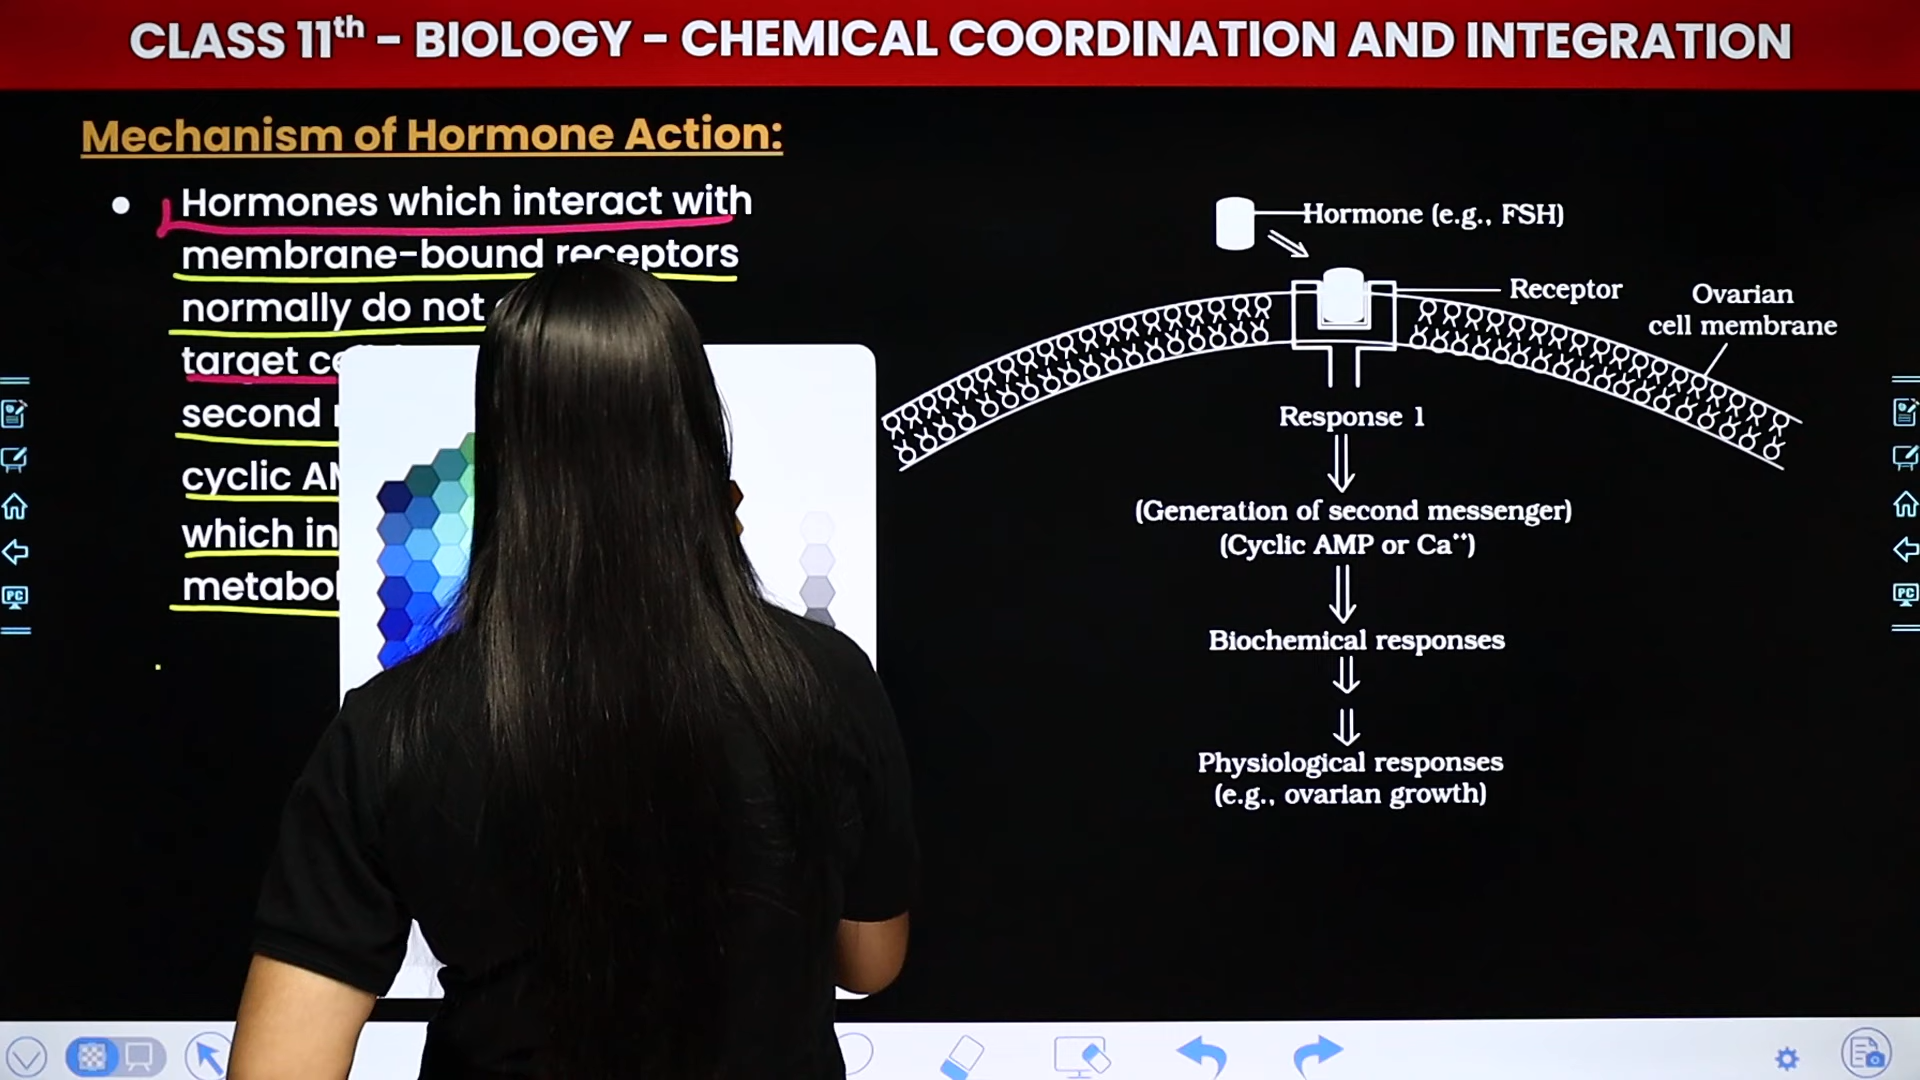 CLASS 11th - BIOLOGY - CHEMICAL COORDINATION AND INTEGRATION
Mechanism of Hormone Action:
Hormones which interact with
membrane-bound receptors
normally do not
target
second
cyclic
which
Hormone (e.g., FSH)
Receptor
Ovarian
cell membrane
Response 1
(Generation of second messenger)
(Cyclic AMP or Ca⁺⁺)
Biochemical responses
Physiological responses
(e.g., ovarian growth)
PC
PC